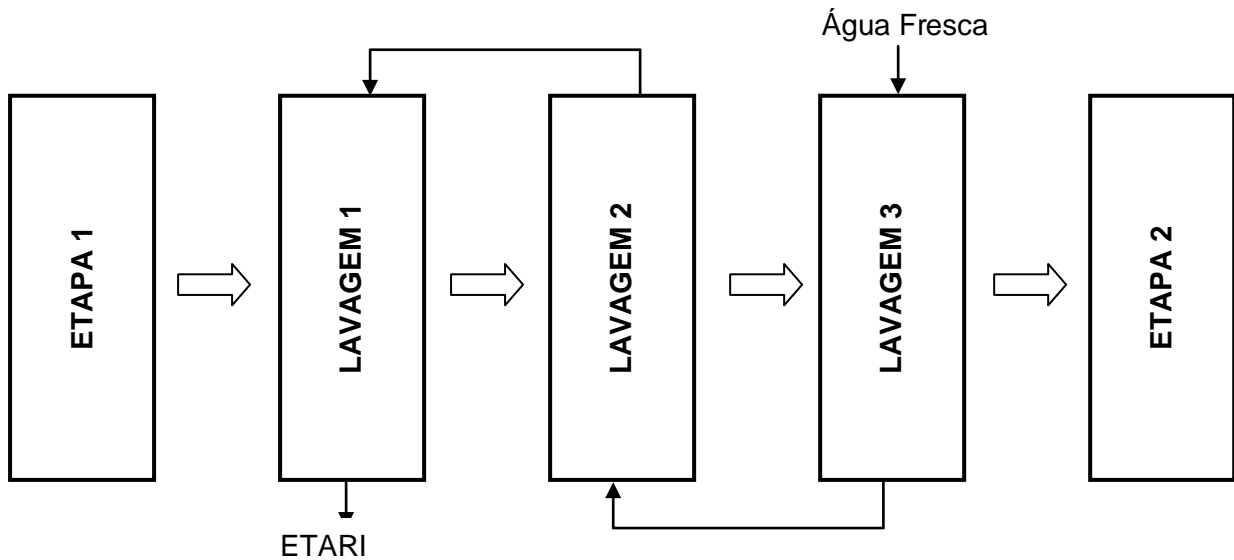 Água Fresca
ETAPA 1
LAVAGEM 1
LAVAGEM 2
LAVAGEM 3
ETAPA 2
ETARI